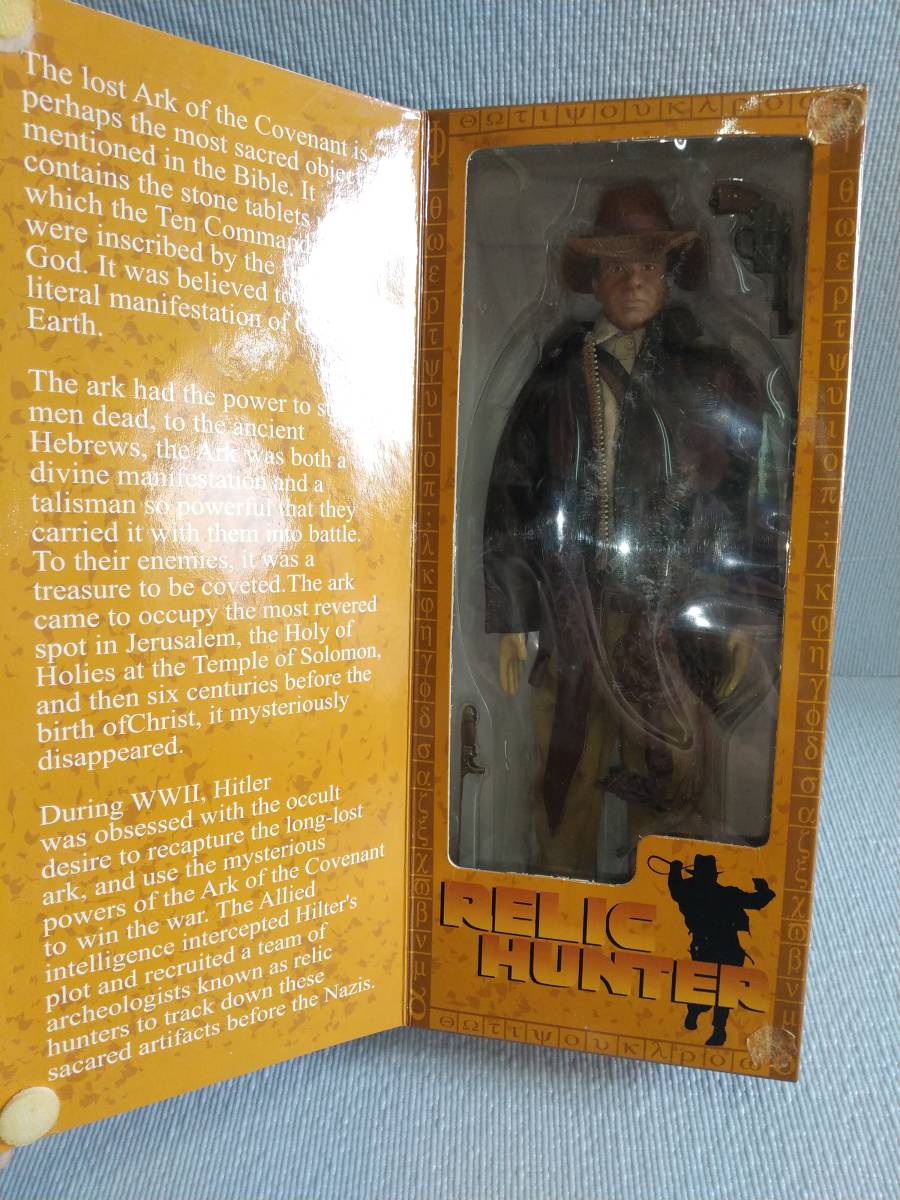 The lost Ark of the Covenant is
perhaps the most sacred
mentioned in the Bible. It
contains the stone tablets
which the Ten
were inscribed by the
God. It was believed to
literal manifestation of
Earth.
The ark had the power to
men dead, to the ancient
Hebrews, the Ark was both a
divine manifestation and a
talisman so powerful that they
carried it with them into battle.
To their enemies, it was a
treasure to be coveted.The ark
came to occupy the most revered
spot in Jerusalem, the Holy of
Holies at the Temple of Solomon,
and then six centuries before the
birth ofChrist, it mysteriously
disappeared.
During WWII, Hitler
was obsessed with the occult
desire to recapture the long-lost
ark, and use the mysterious
powers of the Ark of the Covenant
to win the war. The Allied
intelligence intercepted Hilter's
plot and recruited a team of
archeologists known as relic
hunters to track down these
sacared artifacts before the Nazis.
RELIC
HUNTER